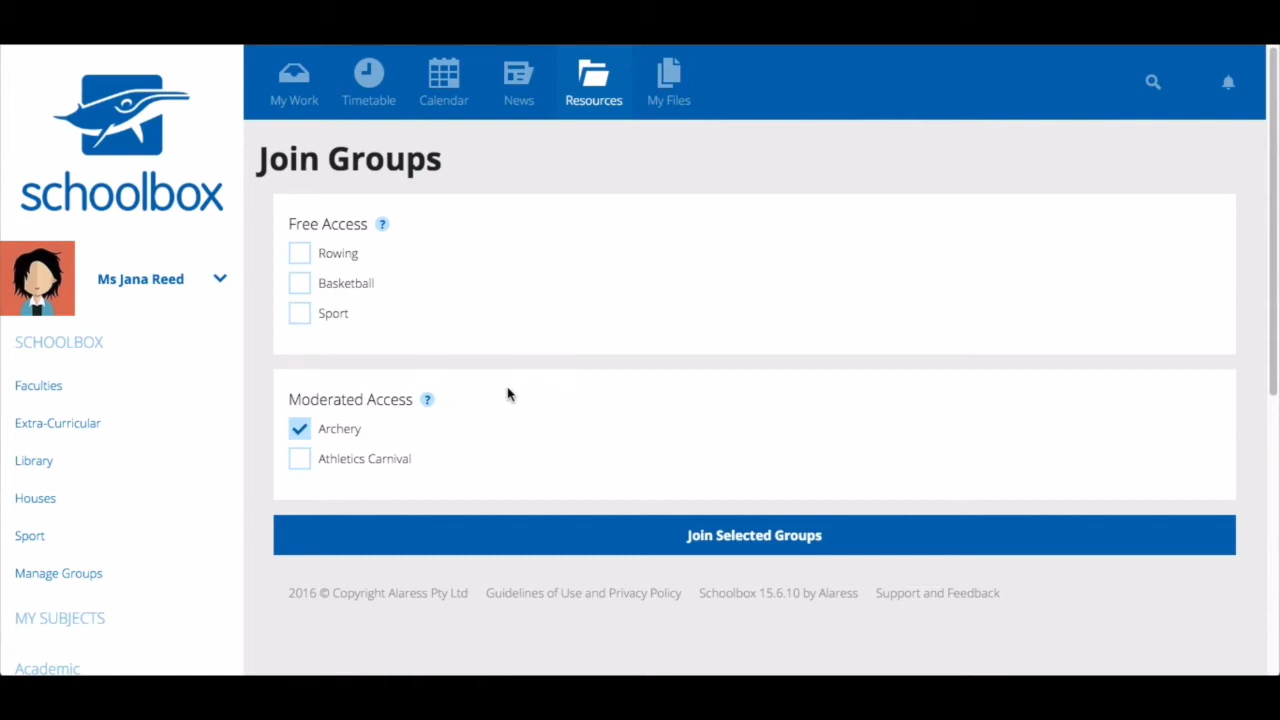 schoolbox
Ms Jana Reed
SCHOOLBOX
Faculties
Extra-Curricular
Library
Houses
Sport
Manage Groups
MY SUBJECTS
Academic
My Work
Timetable
Calendar
News
Resources
My Files
Join Groups
Free Access ?
Rowing
Basketball
Sport
Moderated Access ?
Archery
Athletics Carnival
Join Selected Groups
2016 © Copyright Alaress Pty Ltd Guidelines of Use and Privacy Policy Schoolbox 15.6.10 by Alaress Support and Feedback